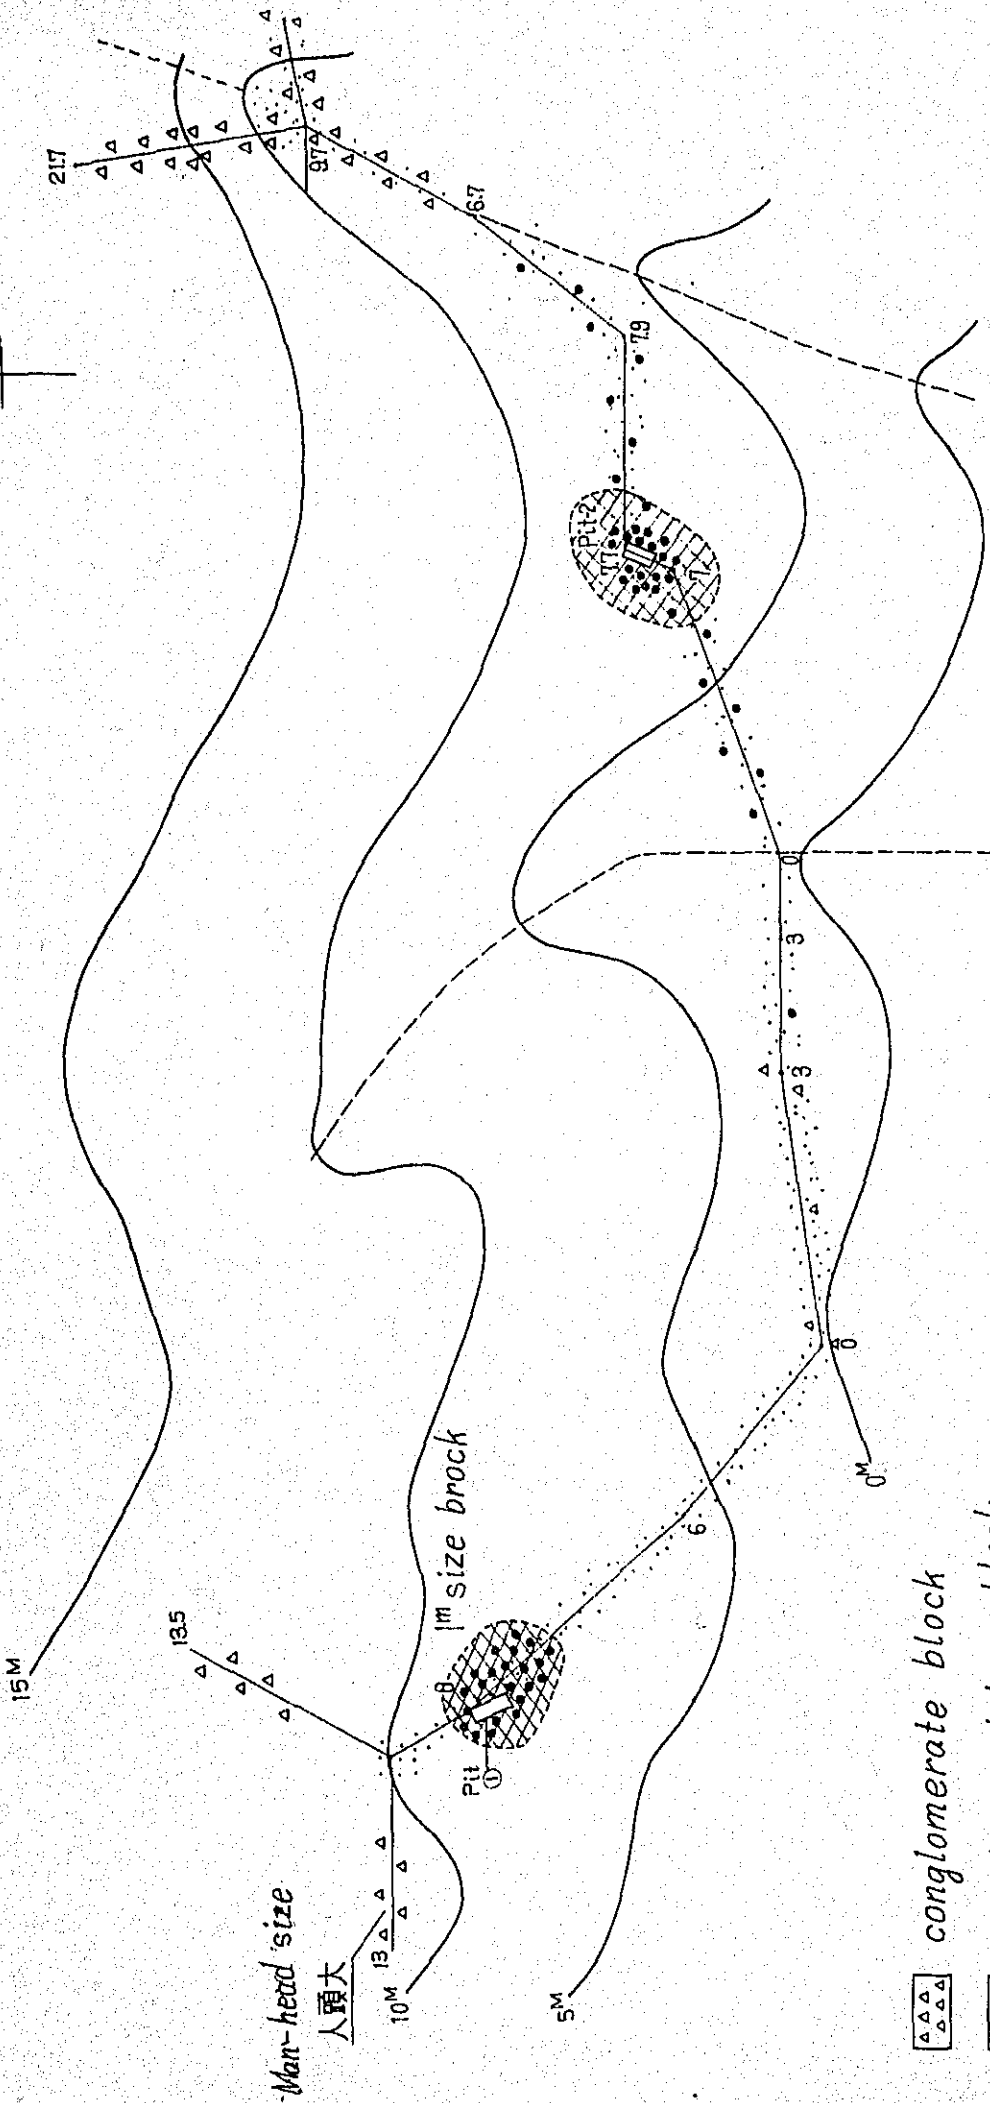 15M
13.5
21.7
9.7
6.7
7.9
Pit-2
7.7
7
0
3
3
0
6
0M
1m size brock
8
Pit
①
Man-head size
人頭大
13
10M
5M
conglomerate block